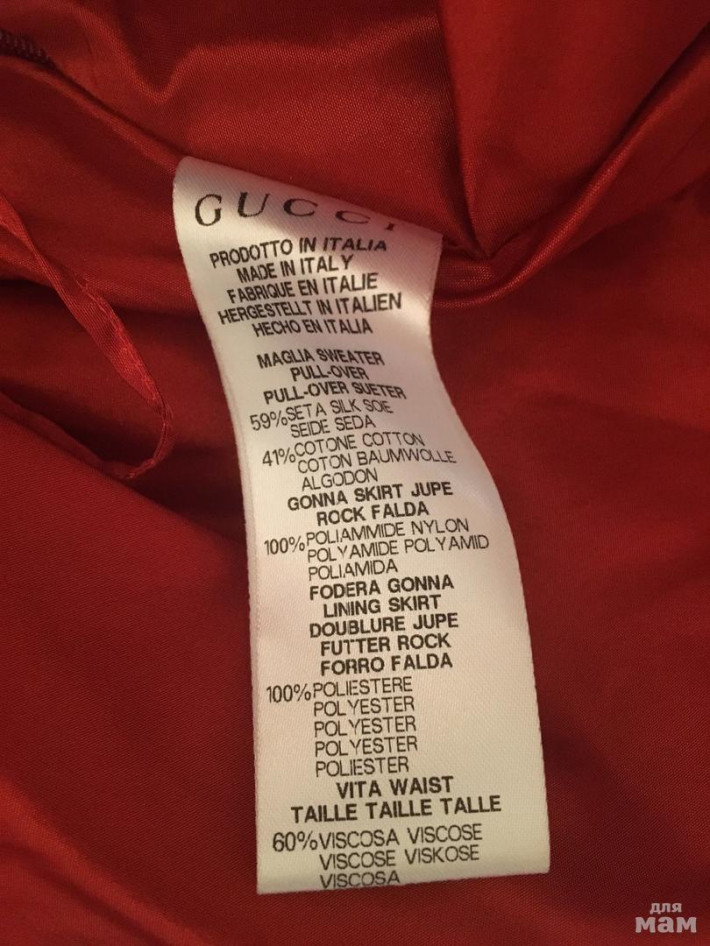 GUCCI
PRODOTTO IN ITALIA
MADE IN ITALY
FABRIQUE EN ITALIE
HERGESTELLT IN ITALIEN
HECHO EN ITALIA
MAGLIA SWEATER
PULL-OVER
PULL-OVER SUETER
59%SETA SILK SOE
SEIDE SEDA
41%COTONE COTTON
COTON BAUMWOLLE
ALGODON
GONNA SKIRT JUPE
ROCK FALDA
100%POLIAMMIDE NYLON
POLYAMIDE POLYAMID
POLIAMIDA
FODERA GONNA
LINING SKIRT
DOUBLURE JUPE
FUTTER ROCK
FORRO FALDA
100%POLIESTERE
POLYESTER
POLYESTER
POLYESTER
POLIESTER
VITA WAIST
TAILLE TAILLE TALLE
60%VISCOSA VISCOSE
VISCOSE VISKOSE
VISCOSA
для
мам